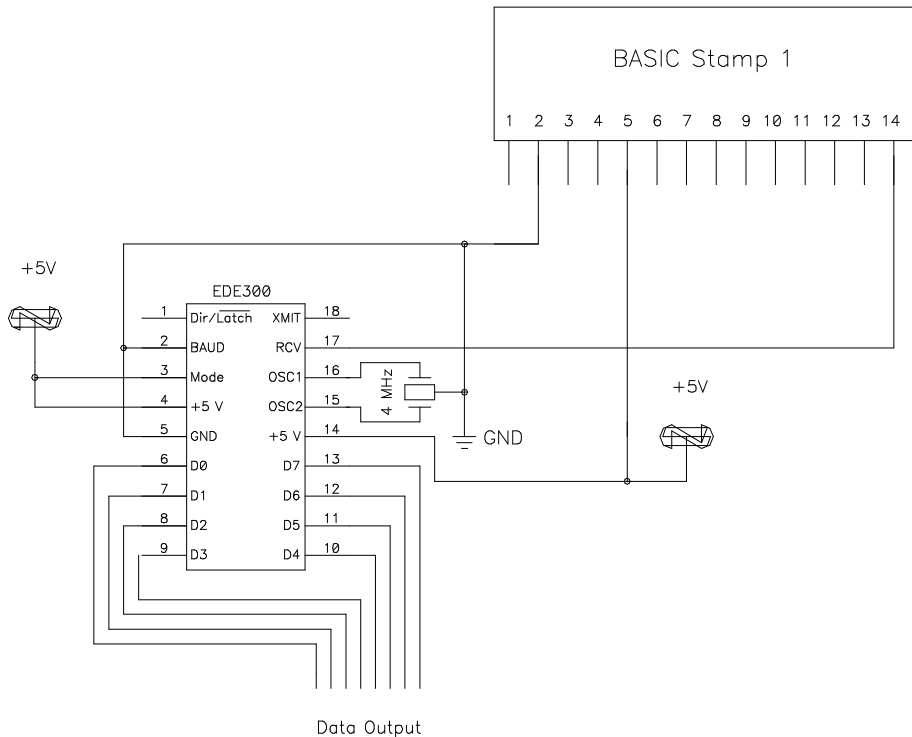 BASIC Stamp 1
1 2 3 4 5 6 7 8 9 10 11 12 13 14
+5V
EDE300
1 Dir/Latch XMIT 18
2 BAUD RCV 17
3 Mode OSC1 16
4 +5 V OSC2 15
5 GND +5 V 14
6 D0 D7 13
7 D1 D6 12
8 D2 D5 11
9 D3 D4 10
4 MHz
+5V
GND
Data Output